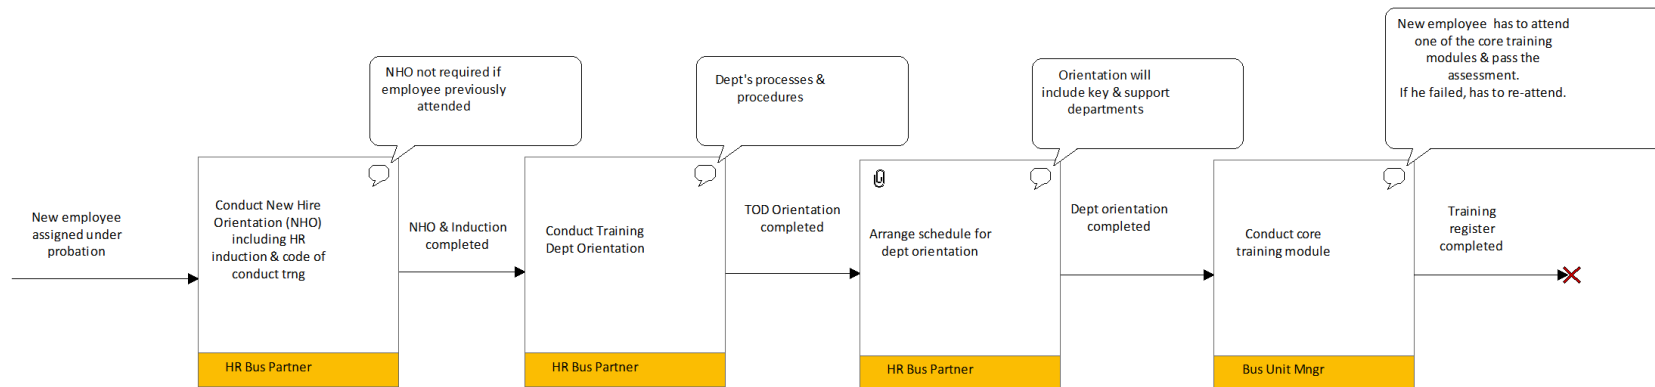 New employee
assigned under
probation
NHO not required if
employee previously
attended
Conduct New Hire
Orientation (NHO)
including HR
induction & code of
conduct trng
HR Bus Partner
NHO & Induction
completed
Dept's processes &
procedures
Conduct Training
Dept Orientation
HR Bus Partner
TOD Orientation
completed
Orientation will
include key & support
departments
Arrange schedule for
dept orientation
HR Bus Partner
Dept orientation
completed
New employee has to attend
one of the core training
modules & pass the
assessment.
If he failed, has to re-attend.
Conduct core
training module
Bus Unit Mngr
Training
register
completed